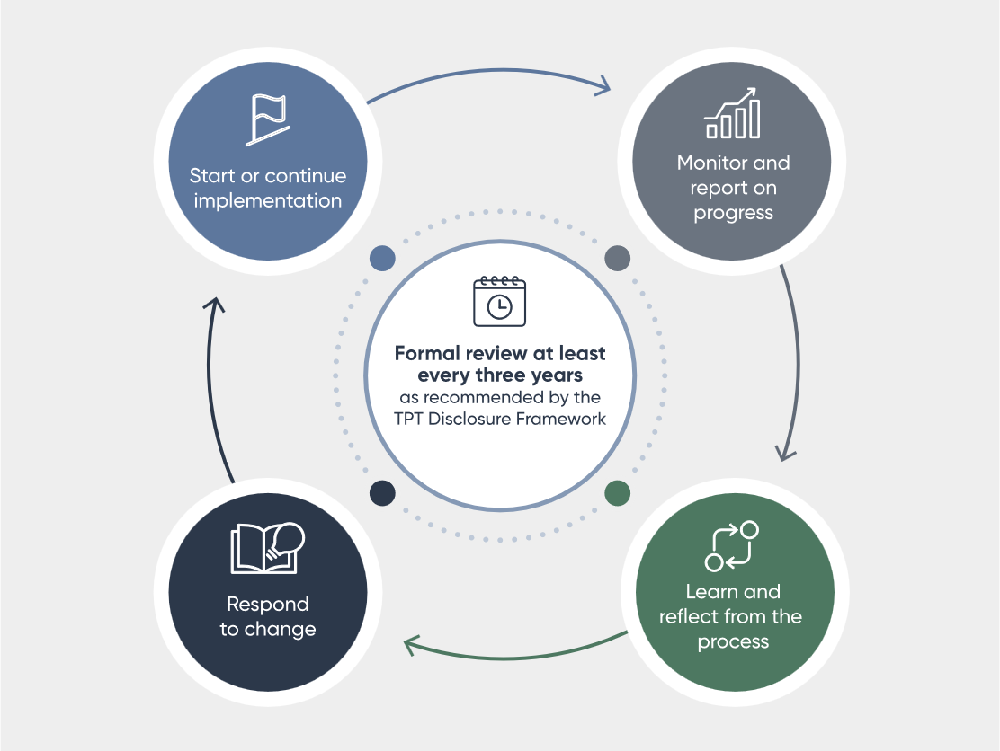 Start or continue
implementation
Monitor and
report on
progress
Formal review at least
every three years
as recommended by the
TPT Disclosure Framework
Respond
to change
Learn and
reflect from the
process